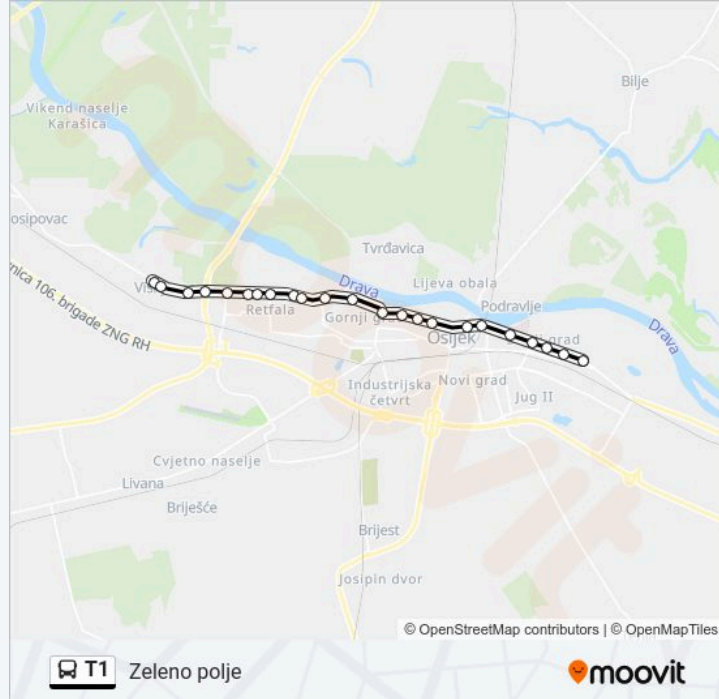 Bilje
Vikend naselje
Karašica
osipovac
Tvrđavica
Drava
Lijeva obala
Podravlje
Drava
Retfala
Osijek
vnica 106. brigade ZNG RH
Industrijska
četvrt
Novi grad
Jug II
Cvjetno naselje
Livana
Briješće
Brijest
Josipin dvor
© OpenStreetMap contributors | © OpenMapTiles
T1 Zeleno polje
moovit